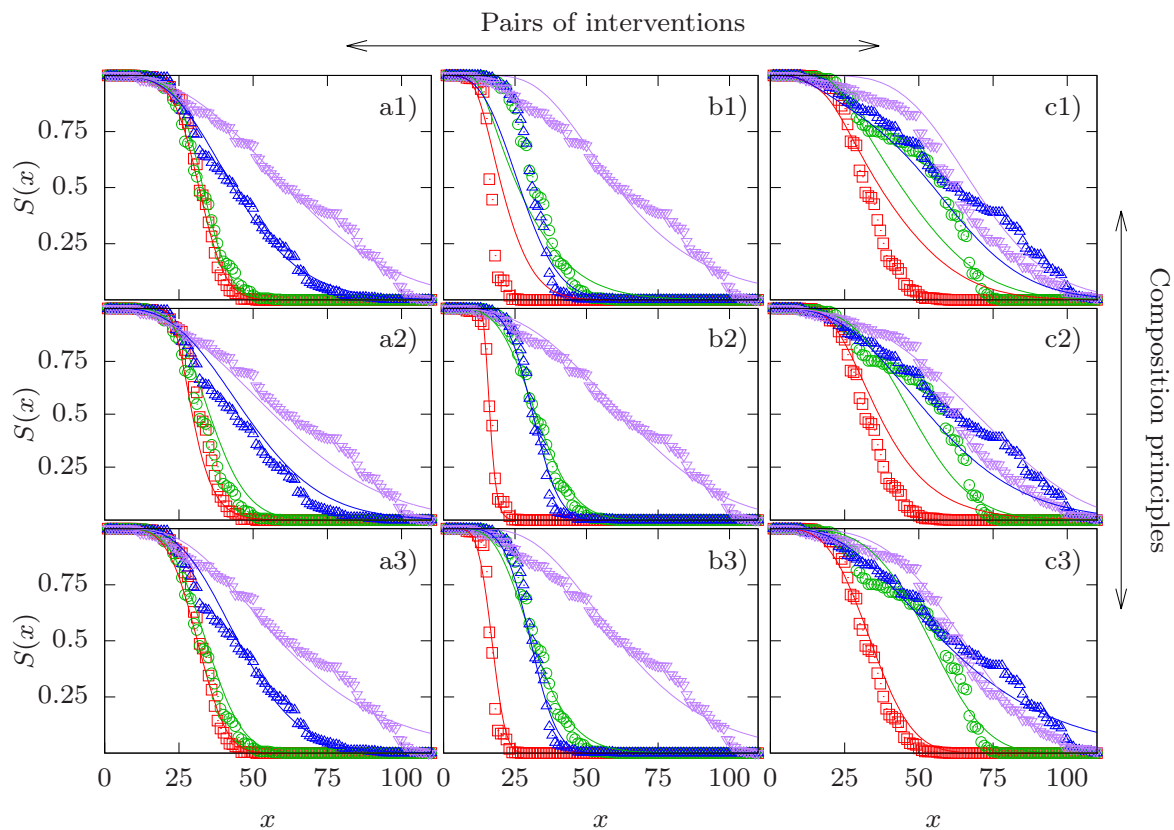 Pairs of interventions
a1) b1) c1)
0.75
S(x)
0.5
0.25
a2) b2) c2)
0.75
S(x)
0.5
0.25
Composition principles
a3) b3) c3)
0.75
S(x)
0.5
0.25
0 25 50 75 100 0 25 50 75 100 0 25 50 75 100
x x x